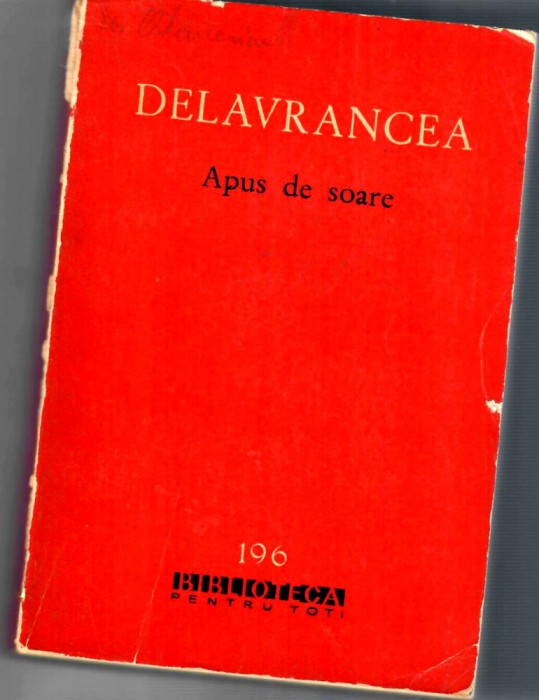 DELAVRANCEA
Apus de soare
196
BIBLIOTECA
PENTRU TOȚI